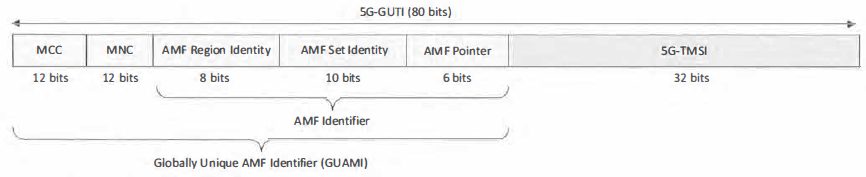 5G-GUTI (80 bits)
MCC MNC AMF Region Identity AMF Set Identity AMF Pointer 5G-TMSI
12 bits 12 bits 8 bits 10 bits 6 bits 32 bits
AMF Identifier
Globally Unique AMF Identifier (GUAMI)